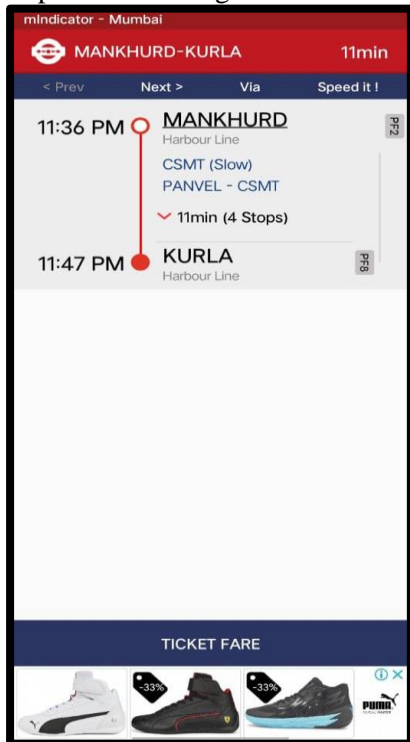 mIndicator - Mumbai
MANKHURD-KURLA 11min
< Prev Next > Via Speed it !
11:36 PM MANKHURD PF2
Harbour Line
CSMT (Slow)
PANVEL - CSMT
11min (4 Stops)
11:47 PM KURLA PF8
Harbour Line
TICKET FARE
-33% -33%
PUMA